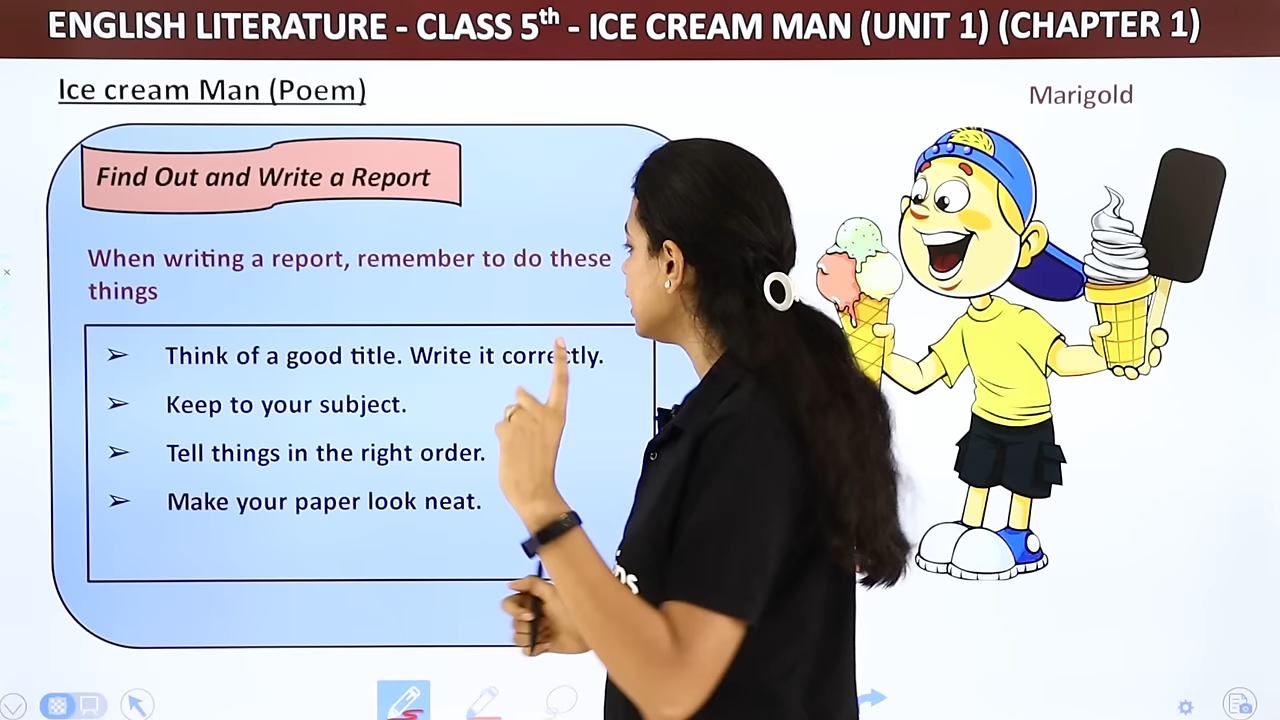 ENGLISH LITERATURE - CLASS 5th - ICE CREAM MAN (UNIT 1) (CHAPTER 1)
Ice cream Man (Poem)
Marigold
Find Out and Write a Report
When writing a report, remember to do these
things
➢ Think of a good title. Write it correctly.
➢ Keep to your subject.
➢ Tell things in the right order.
➢ Make your paper look neat.